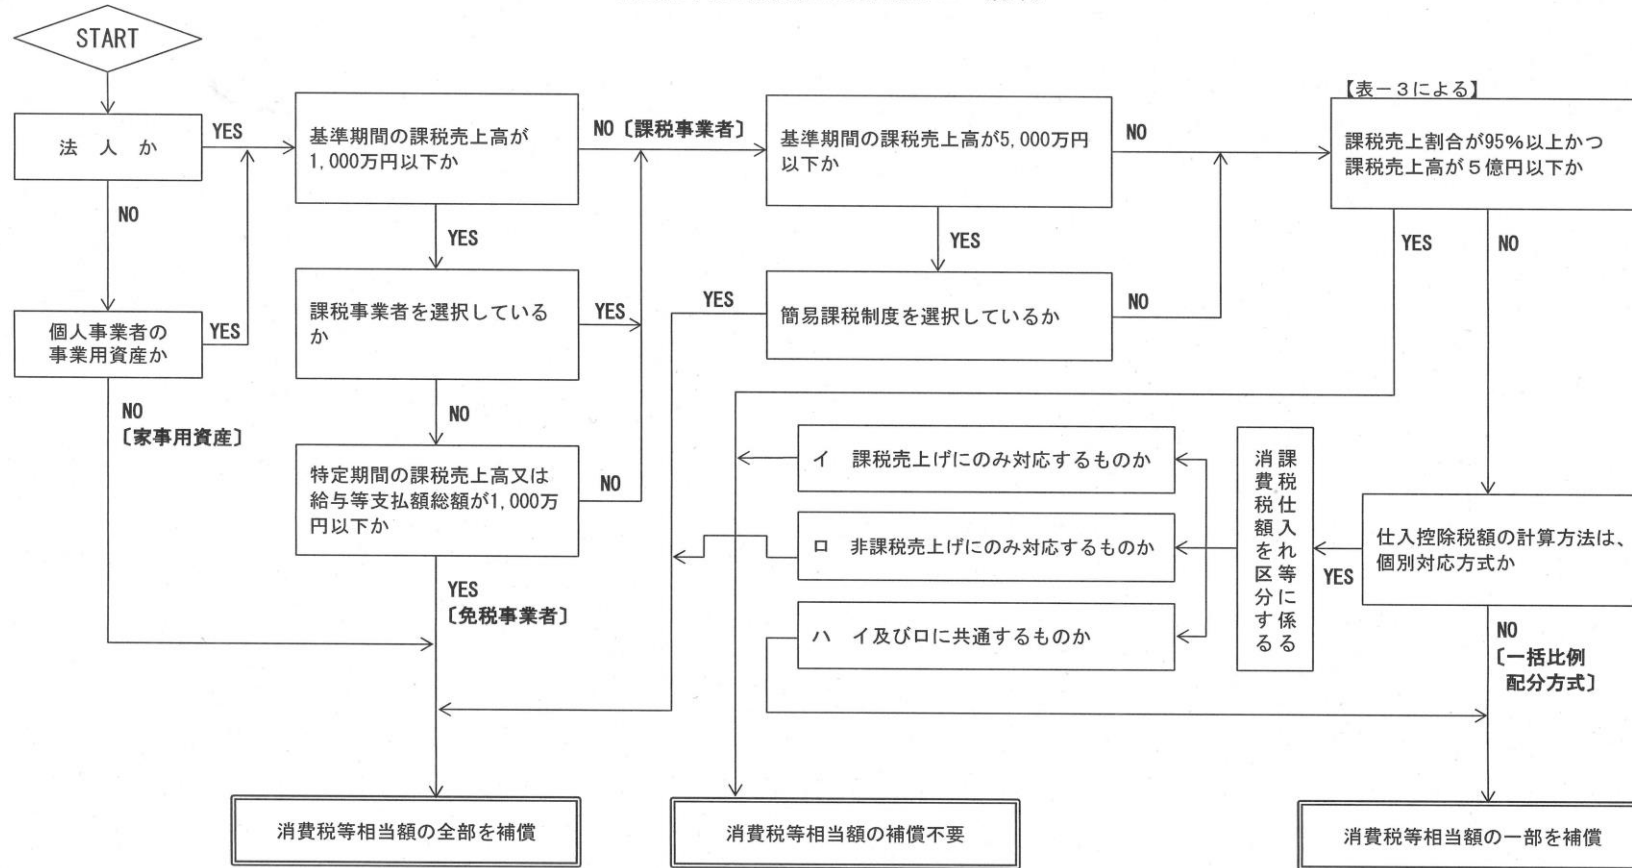 START
法　人　か
YES
NO
個人事業者の
事業用資産か
YES
NO
〔家事用資産〕
基準期間の課税売上高が
1,000万円以下か
NO〔課税事業者〕
YES
課税事業者を選択している
か
YES
NO
特定期間の課税売上高又は
給与等支払額総額が1,000万
円以下か
NO
YES
〔免税事業者〕
基準期間の課税売上高が5,000万円
以下か
NO
YES
簡易課税制度を選択しているか
YES
NO
【表－3による】
課税売上割合が95%以上かつ
課税売上高が５億円以下か
YES
NO
仕入控除税額の計算方法は、
個別対応方式か
YES
NO
〔一括比例
配分方式〕
課税仕入れ等に係る
消費税額を区分する
イ　課税売上げにのみ対応するものか
ロ　非課税売上げにのみ対応するものか
ハ　イ及びロに共通するものか
消費税等相当額の全部を補償
消費税等相当額の補償不要
消費税等相当額の一部を補償